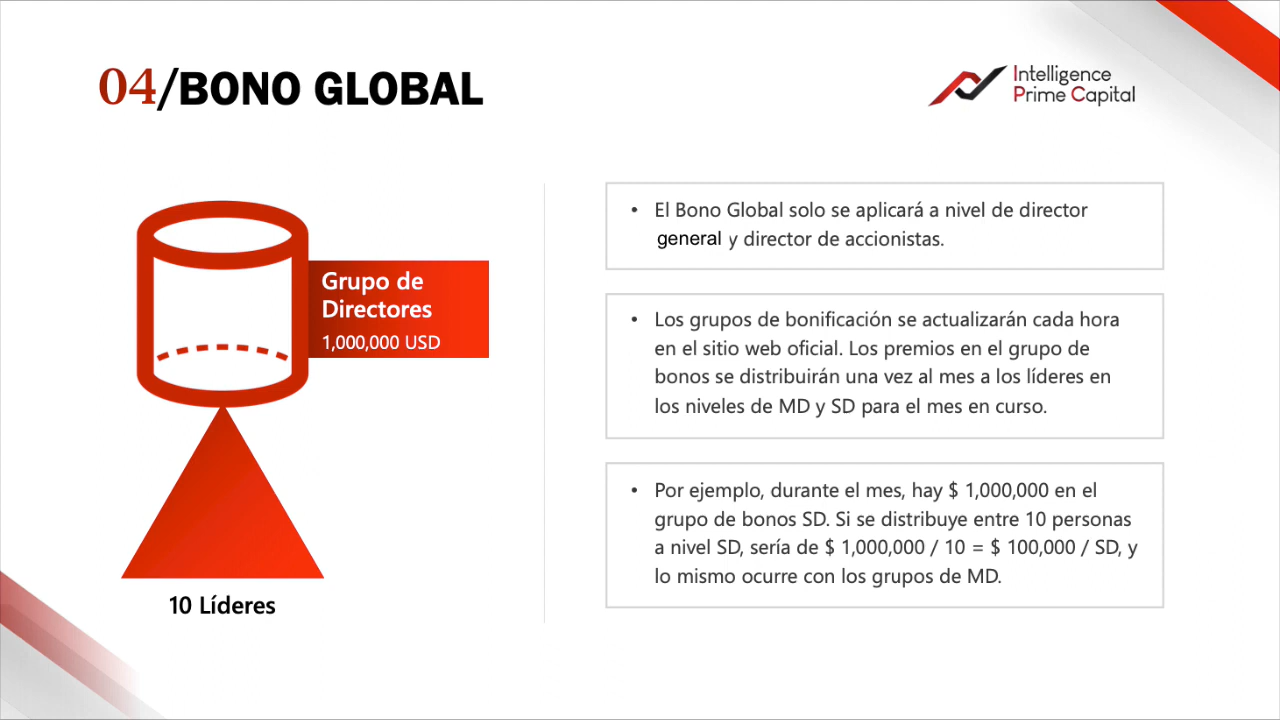 04/BONO GLOBAL
Intelligence
Prime Capital
Grupo de
Directores
1,000,000 USD
10 Líderes
• El Bono Global solo se aplicará a nivel de director
general y director de accionistas.
• Los grupos de bonificación se actualizarán cada hora
en el sitio web oficial. Los premios en el grupo de
bonos se distribuirán una vez al mes a los líderes en
los niveles de MD y SD para el mes en curso.
• Por ejemplo, durante el mes, hay $ 1,000,000 en el
grupo de bonos SD. Si se distribuye entre 10 personas
a nivel SD, sería de $ 1,000,000 / 10 = $ 100,000 / SD, y
lo mismo ocurre con los grupos de MD.